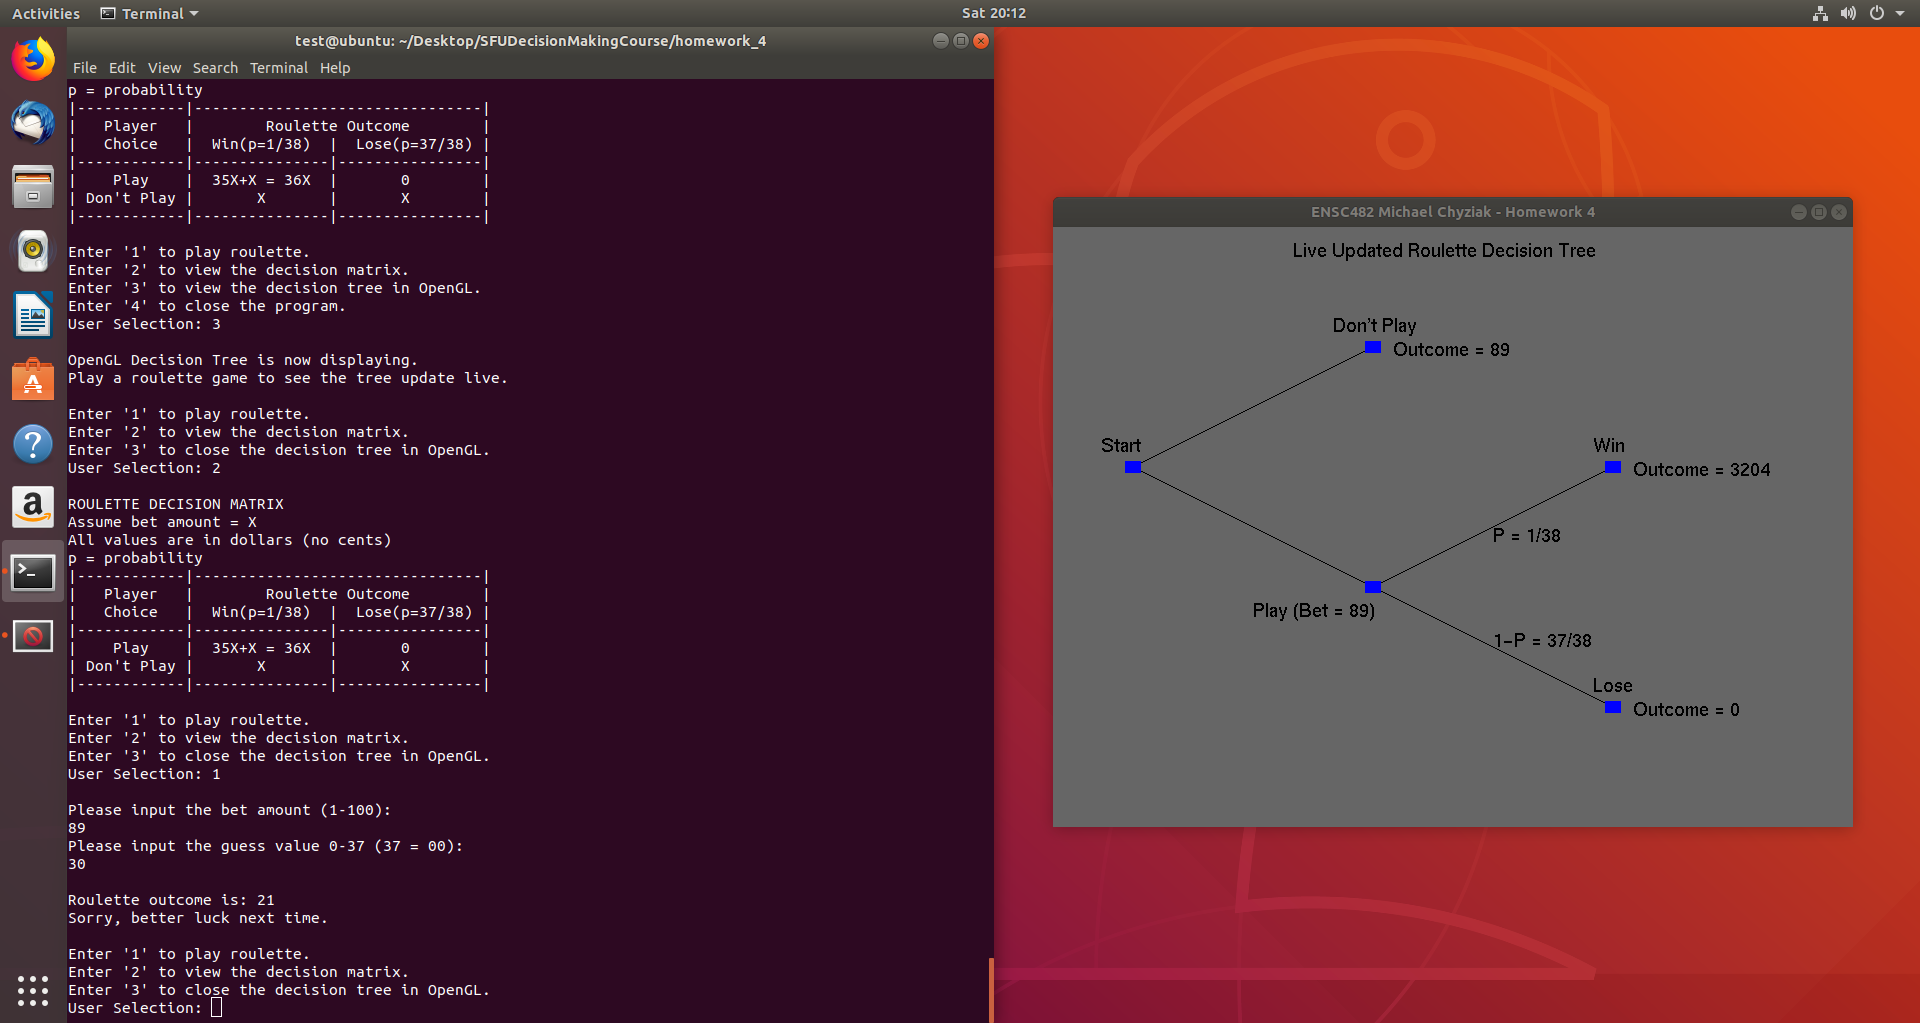 Activities
Terminal
Sat 20:12
test@ubuntu: ~/Desktop/SFUDecisionMakingCourse/homework_4
File Edit View Search Terminal Help
p = probability
|------------|--------------------------------|
|   Player   |        Roulette Outcome        |
|   Choice   |  Win(p=1/38)  |  Lose(p=37/38) |
|------------|---------------|----------------|
|    Play    |  35X+X = 36X  |       0        |
| Don't Play |       X       |       X        |
|------------|---------------|----------------|
Enter '1' to play roulette.
Enter '2' to view the decision matrix.
Enter '3' to view the decision tree in OpenGL.
Enter '4' to close the program.
User Selection: 3
OpenGL Decision Tree is now displaying.
Play a roulette game to see the tree update live.
Enter '1' to play roulette.
Enter '2' to view the decision matrix.
Enter '3' to close the decision tree in OpenGL.
User Selection: 2
ROULETTE DECISION MATRIX
Assume bet amount = X
All values are in dollars (no cents)
p = probability
|------------|--------------------------------|
|   Player   |        Roulette Outcome        |
|   Choice   |  Win(p=1/38)  |  Lose(p=37/38) |
|------------|---------------|----------------|
|    Play    |  35X+X = 36X  |       0        |
| Don't Play |       X       |       X        |
|------------|---------------|----------------|
Enter '1' to play roulette.
Enter '2' to view the decision matrix.
Enter '3' to close the decision tree in OpenGL.
User Selection: 1
Please input the bet amount (1-100):
89
Please input the guess value 0-37 (37 = 00):
30
Roulette outcome is: 21
Sorry, better luck next time.
Enter '1' to play roulette.
Enter '2' to view the decision matrix.
Enter '3' to close the decision tree in OpenGL.
User Selection:
ENSC482 Michael Chyziak - Homework 4
Live Updated Roulette Decision Tree
Don't Play
Outcome = 89
Start
Win
Outcome = 3204
P = 1/38
Play (Bet = 89)
1-P = 37/38
Lose
Outcome = 0